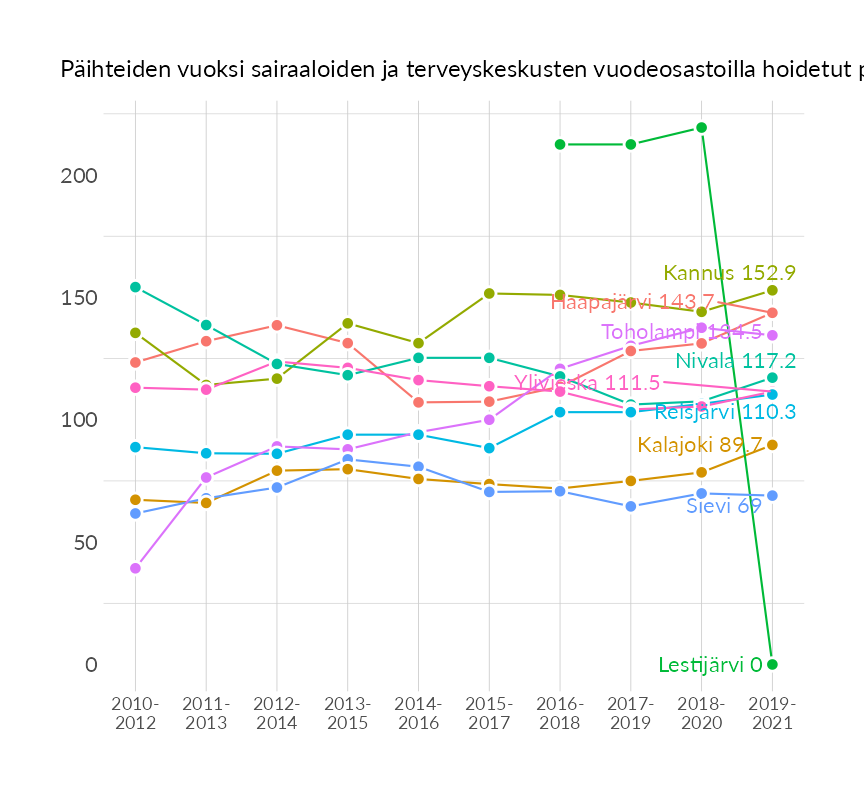 Päihteiden vuoksi sairaaloiden ja terveyskeskusten vuodeosastoilla hoidetut
200
150
100
50
0
Kannus 152.9
Haapajärvi 143.7
Toholampi 134.5
Nivala 117.2
Ylivieska 111.5
Reisjärvi 110.3
Kalajoki 89.7
Sievi 69
Lestijärvi 0
2010-
2012
2011-
2013
2012-
2014
2013-
2015
2014-
2016
2015-
2017
2016-
2018
2017-
2019
2018-
2020
2019-
2021